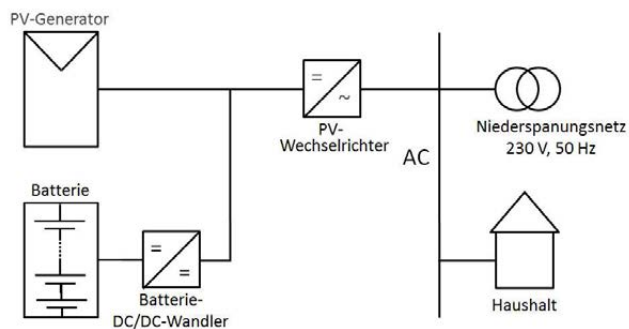 PV-Generator
=
~
PV-
Wechselrichter
AC
Niederspanungsnetz
230 V, 50 Hz
Batterie
=
=
Batterie-
DC/DC-Wandler
Haushalt